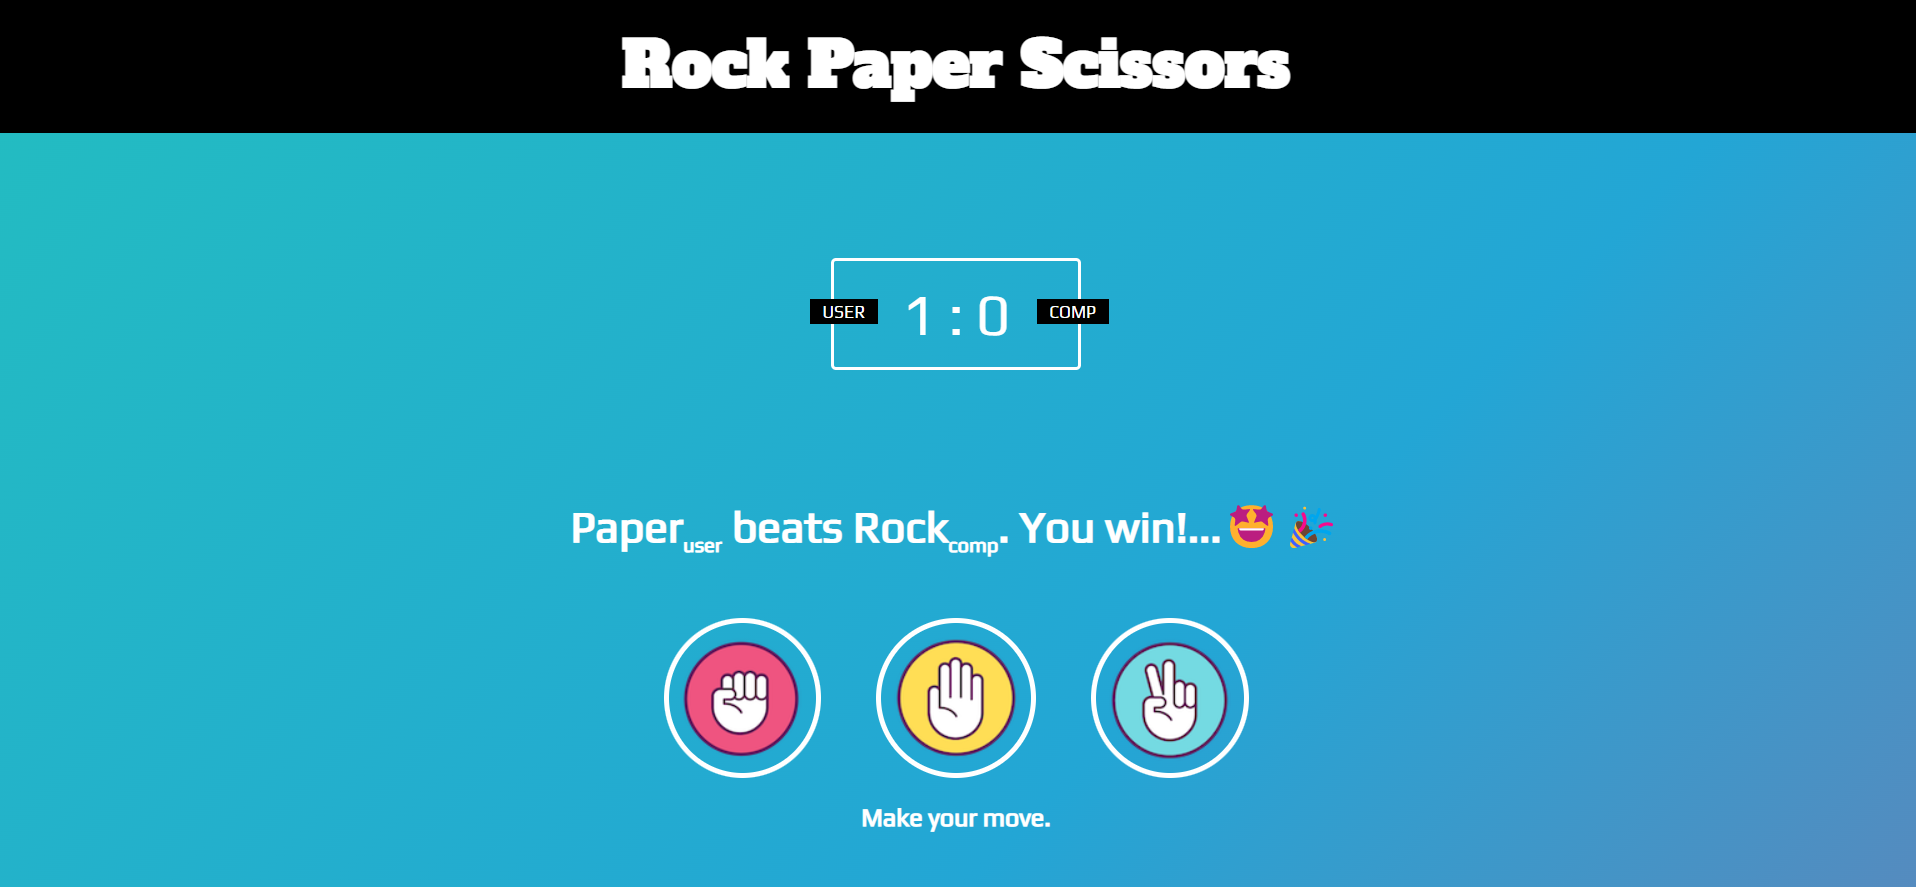 Rock Paper Scissors
USER 1 : 0 COMP
Paperuser beats Rockcomp. You win!...🤩 🎉
Make your move.